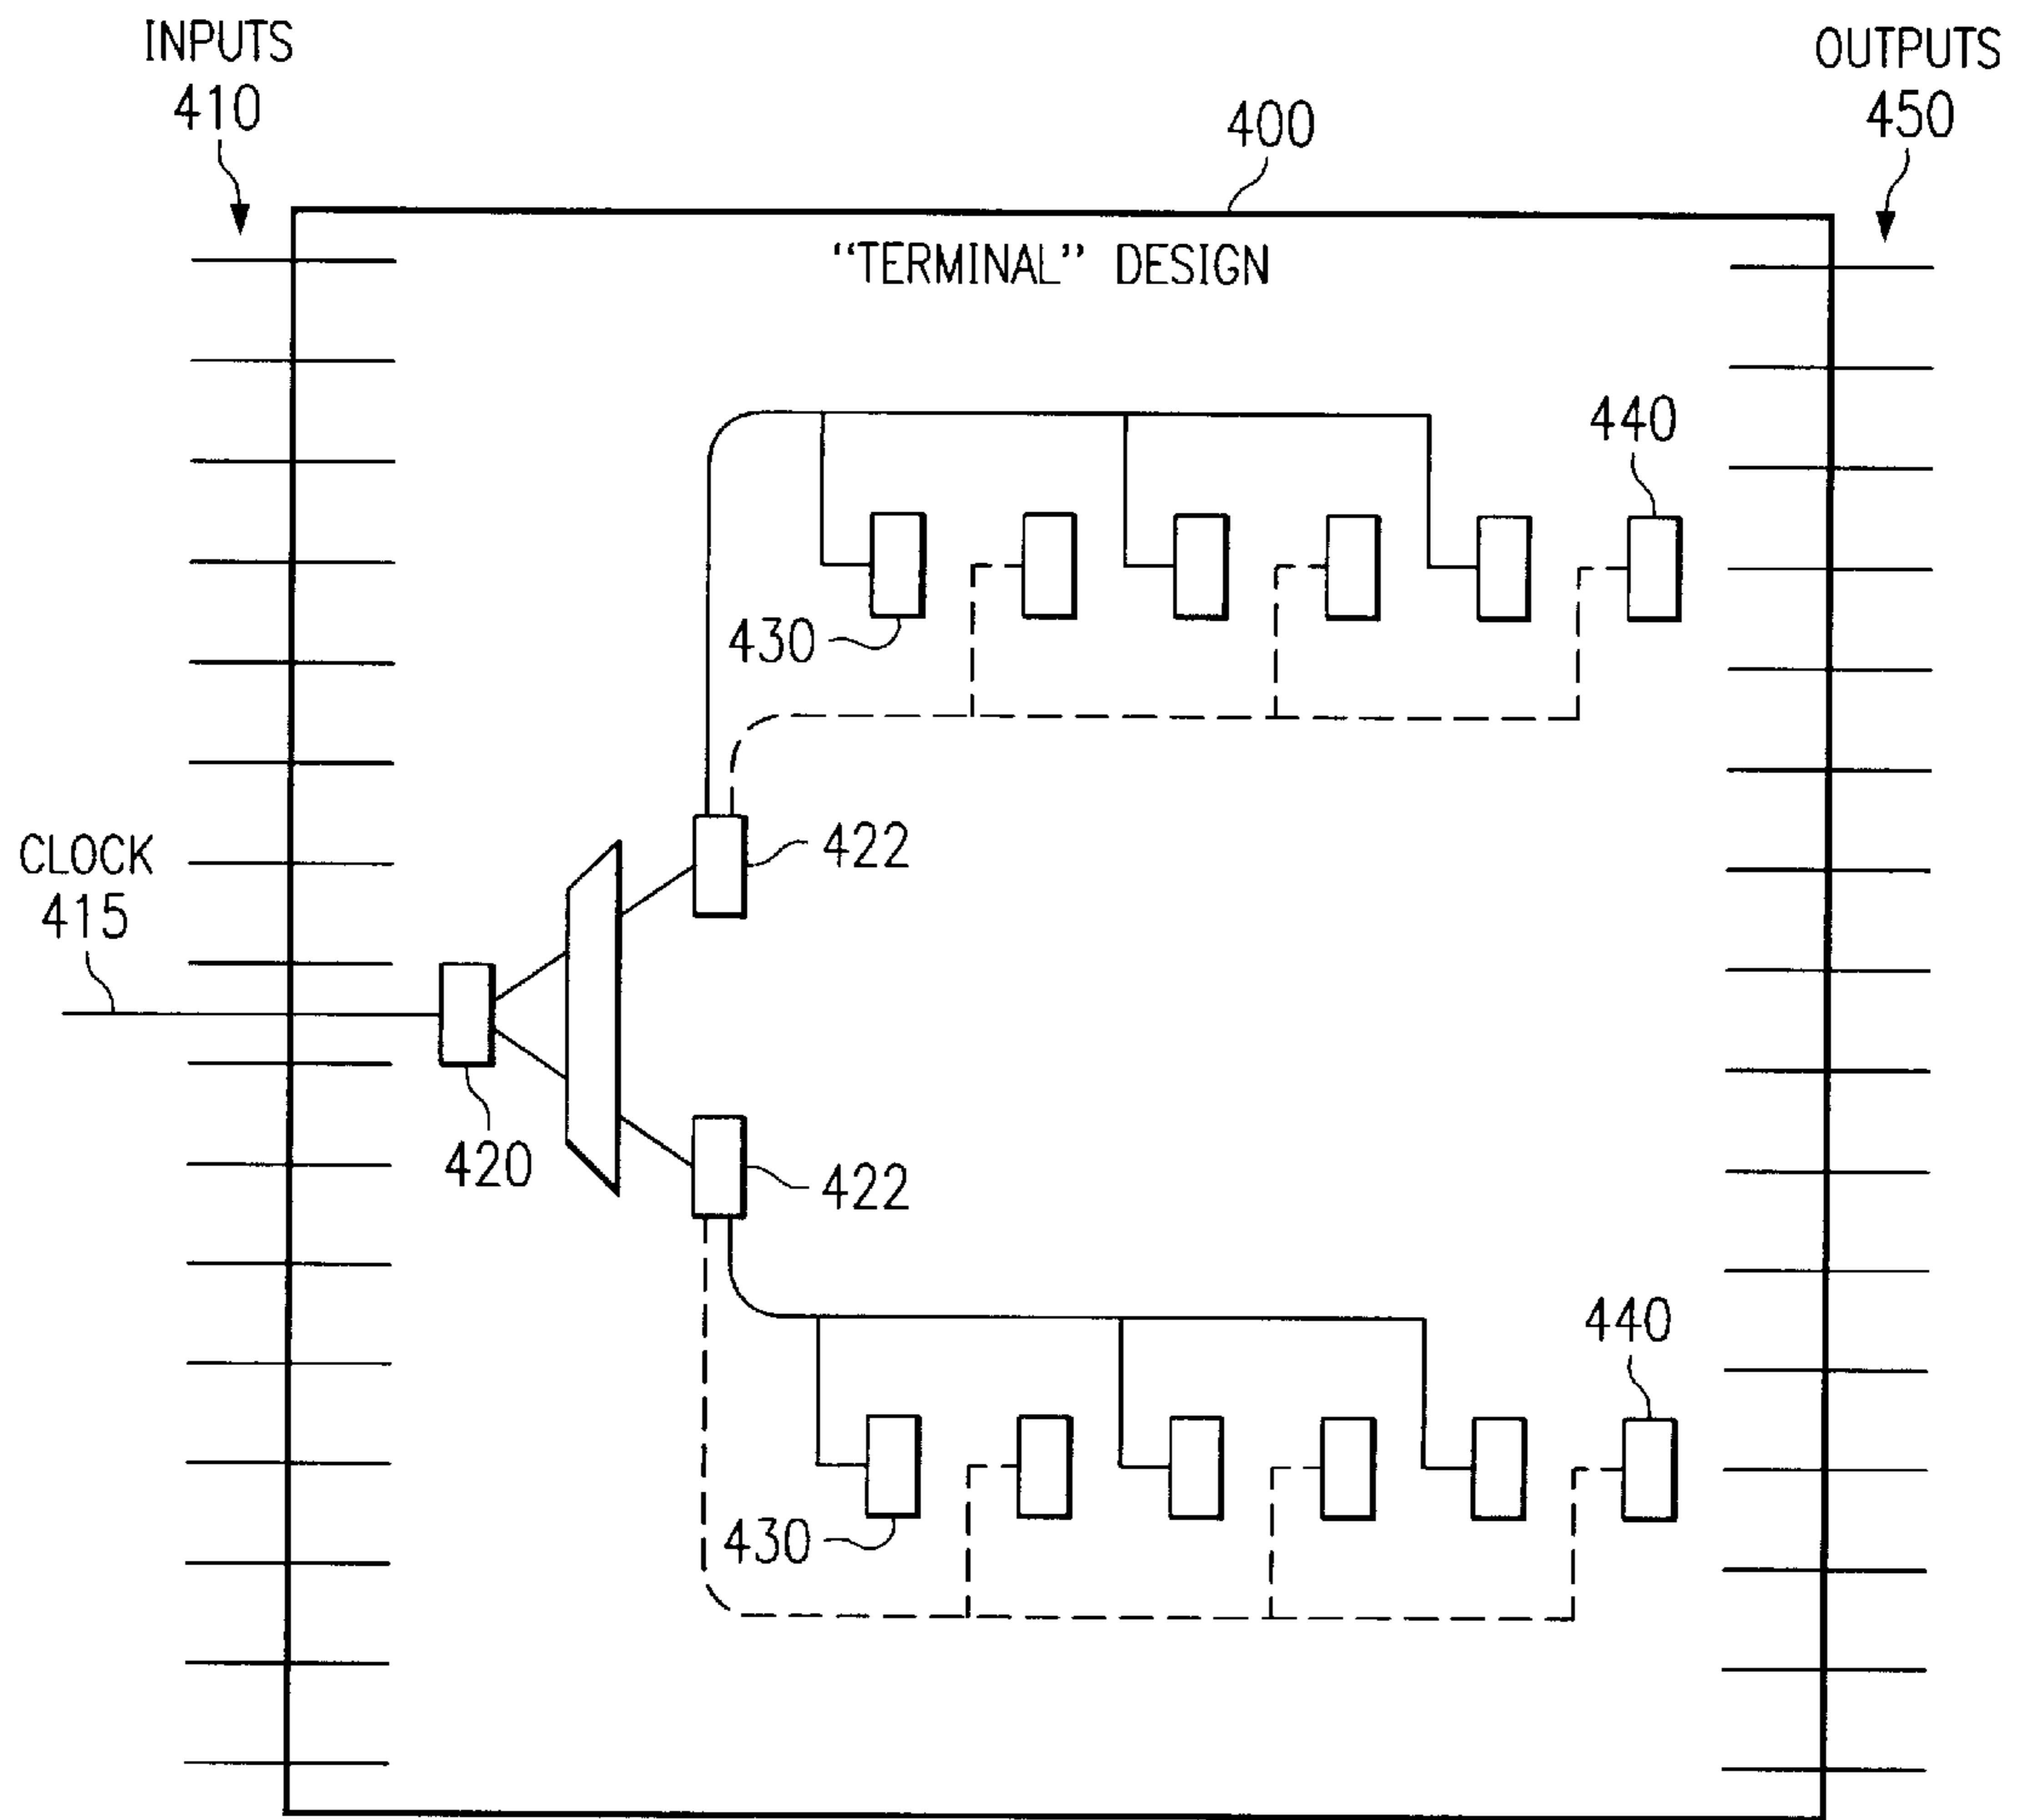 INPUTS
410
OUTPUTS
450
400
“TERMINAL” DESIGN
440
430
422
CLOCK
415
420
422
440
430